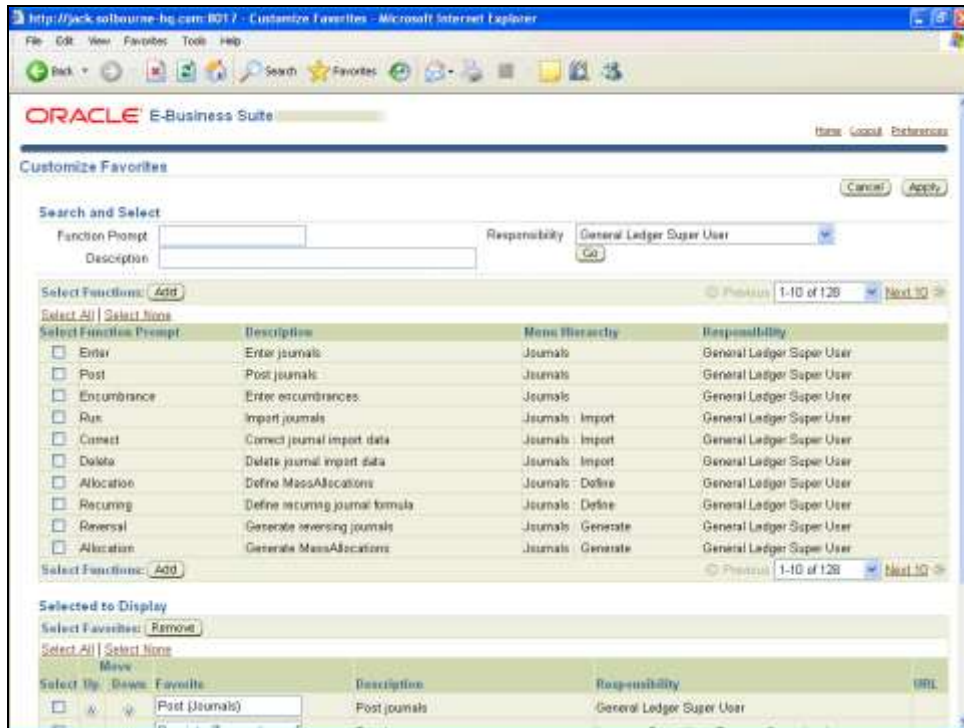 http://jack.solbourne-hq.com:8017 - Customize Favorites - Microsoft Internet Explorer
File Edit View Favorites Tools Help
Back Search Favorites
ORACLE E-Business Suite
Home Logout Preferences
Customize Favorites
Cancel Apply
Search and Select
Function Prompt Responsibility General Ledger Super User
Description Go
Select Functions: Add Previous 1-10 of 128 Next 10
Select All | Select None
Select Function Prompt Description Menu Hierarchy Responsibility
Enter Enter journals Journals General Ledger Super User
Post Post journals Journals General Ledger Super User
Encumbrance Enter encumbrances Journals General Ledger Super User
Run Import journals Journals : Import General Ledger Super User
Correct Correct journal import data Journals : Import General Ledger Super User
Delete Delete journal import data Journals : Import General Ledger Super User
Allocation Define MassAllocations Journals : Define General Ledger Super User
Recurring Define recurring journal formula Journals : Define General Ledger Super User
Reversal Generate reversing journals Journals : Generate General Ledger Super User
Allocation Generate MassAllocations Journals : Generate General Ledger Super User
Select Functions: Add Previous 1-10 of 128 Next 10
Selected to Display
Select Favorites: Remove
Select All | Select None
Move
Select Up Down Favorite Description Responsibility URL
Post (Journals) Post journals General Ledger Super User